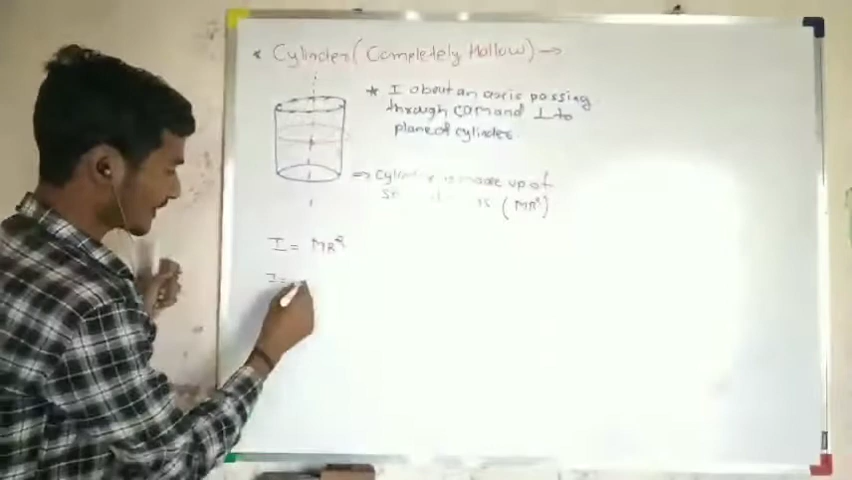 * Cylinder (Completely Hollow) →
* I about an axis passing
through COM and ⊥ to
plane of cylinder.
⇒ Cylinder is made up of
(MR²)
I = MR²
I =